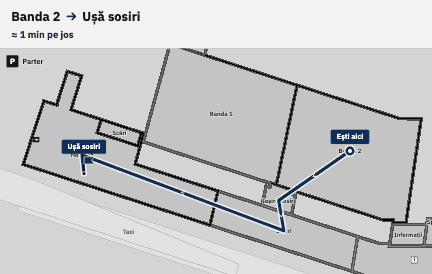 Banda 2 → Ușă sosiri
≈ 1 min pe jos
P Parter
Banda 1
Ești aici
Scări
Ușă sosiri
Taxi
Informații